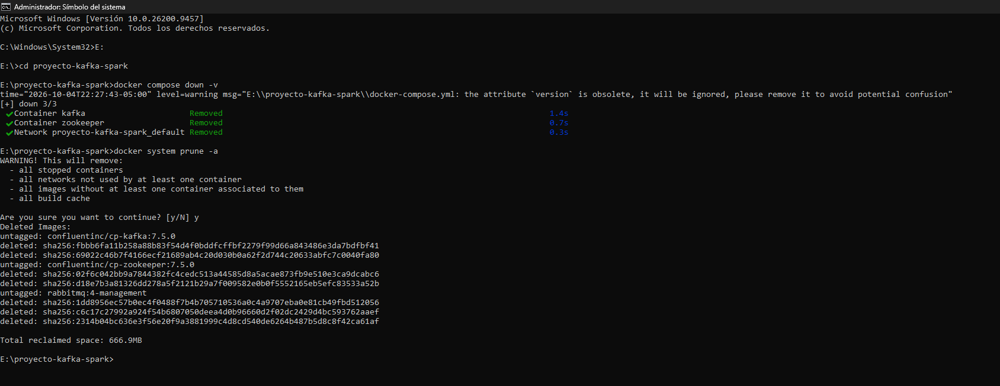 Administrador: Símbolo del sistema
Microsoft Windows [Versión 10.0.26200.9457]
(c) Microsoft Corporation. Todos los derechos reservados.
C:\Windows\System32>E:
E:\>cd proyecto-kafka-spark
E:\proyecto-kafka-spark>docker compose down -v
time="2026-10-04T22:27:43-05:00" level=warning msg="E:\\proyecto-kafka-spark\\docker-compose.yml: the attribute `version` is obsolete, it will be ignored, please remove it to avoid potential confusion"
[+] down 3/3
✔Container kafka Removed 1.4s
✔Container zookeeper Removed 0.7s
✔Network proyecto-kafka-spark_default Removed 0.3s
E:\proyecto-kafka-spark>docker system prune -a
WARNING! This will remove:
- all stopped containers
- all networks not used by at least one container
- all images without at least one container associated to them
- all build cache
Are you sure you want to continue? [y/N] y
Deleted Images:
untagged: confluentinc/cp-kafka:7.5.0
deleted: sha256:fbbb6fa11b258a88b83f54d4f0bddfcffbf2279f99d66a843486e3da7bdfbf41
deleted: sha256:69022c46b7f4166ecf21689ab4c20d030b0a62f2d744c20633abfc7c0040fa80
untagged: confluentinc/cp-zookeeper:7.5.0
deleted: sha256:02f6c042bb9a7844382fc4cedc513a44585d8a5acae873fb9e510e3ca9dcabc6
deleted: sha256:d18e7b3a81326dd278a5f2121b29a7f009582e0b0f5552165eb5efc83533a52b
untagged: rabbitmq:4-management
deleted: sha256:1dd8956ec57b0ec4f0488f7b4b705710536a0c4a9707eba0e81cb49fbd512056
deleted: sha256:c6c17c27992a924f54b6807050deea4d0b96660d2f02dc2429d4bc593762aaef
deleted: sha256:2314b04bc636e3f56e20f9a3881999c4d8cd540de6264b487b5d8c8f42ca61af
Total reclaimed space: 666.9MB
E:\proyecto-kafka-spark>